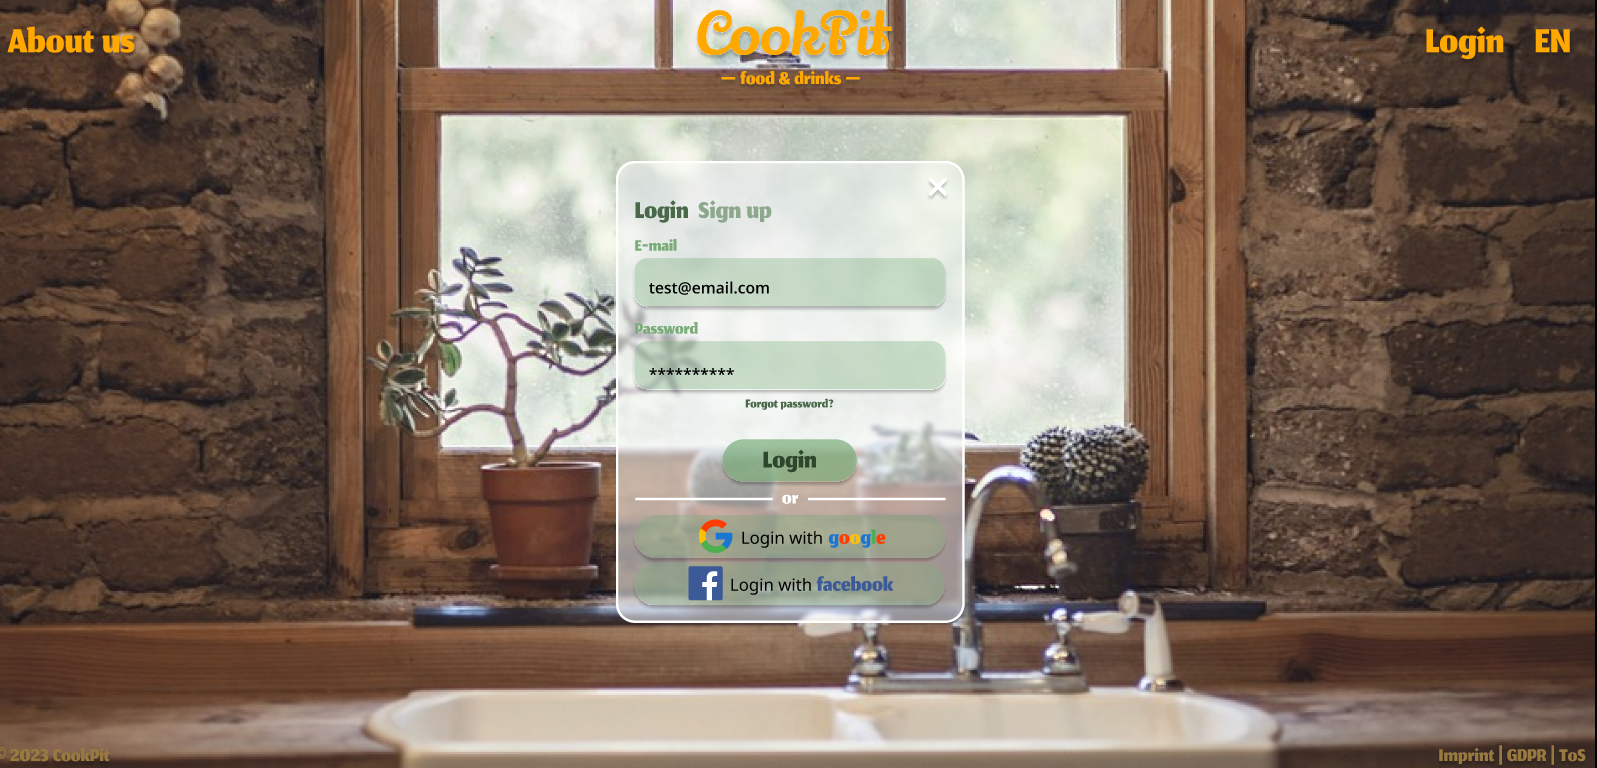 About us
CookPit
— food & drinks —
Login EN
Login Sign up
E-mail
test@email.com
Password
**********
Forgot password?
Login
or
Login with google
Login with facebook
© 2023 CookPit
Imprint | GDPR | ToS